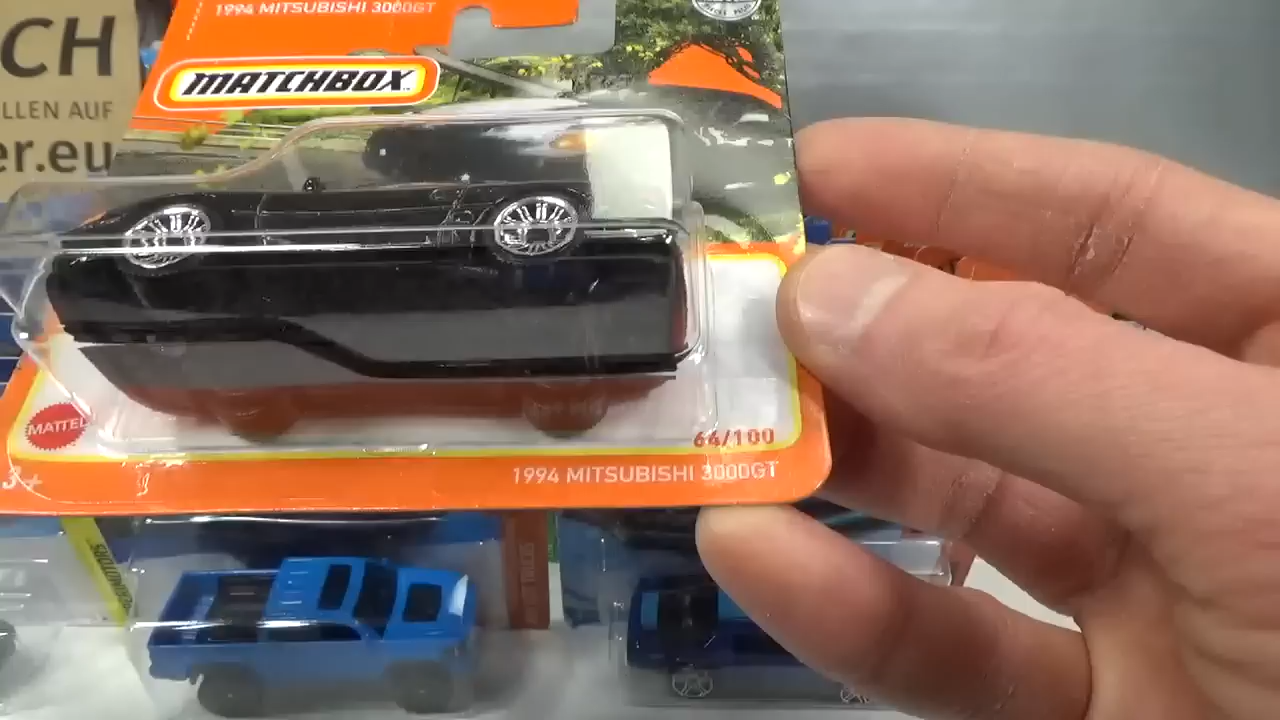 1994 MITSUBISHI 3000GT
CH
MATCHBOX
LLEN AUF
er.eu
MATTEL
64/100
3+
1994 MITSUBISHI 3000GT